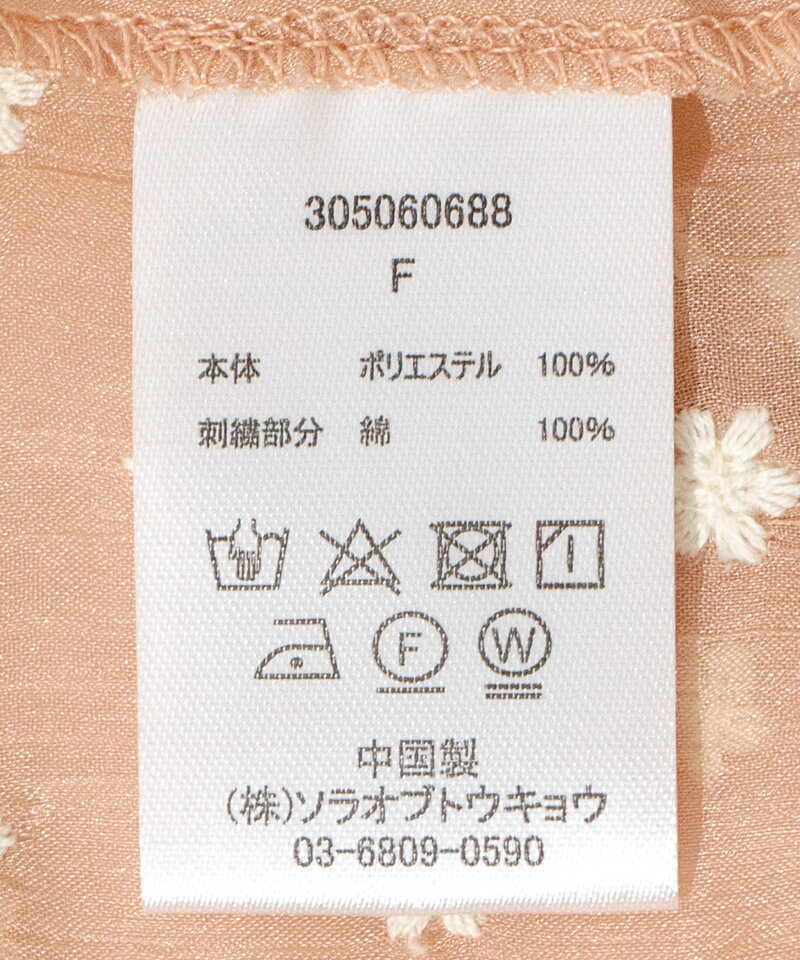 305060688
F
本体 ポリエステル 100%
刺繍部分 綿 100%
F W
中国製
(株)ソラオブトウキョウ
03-6809-0590